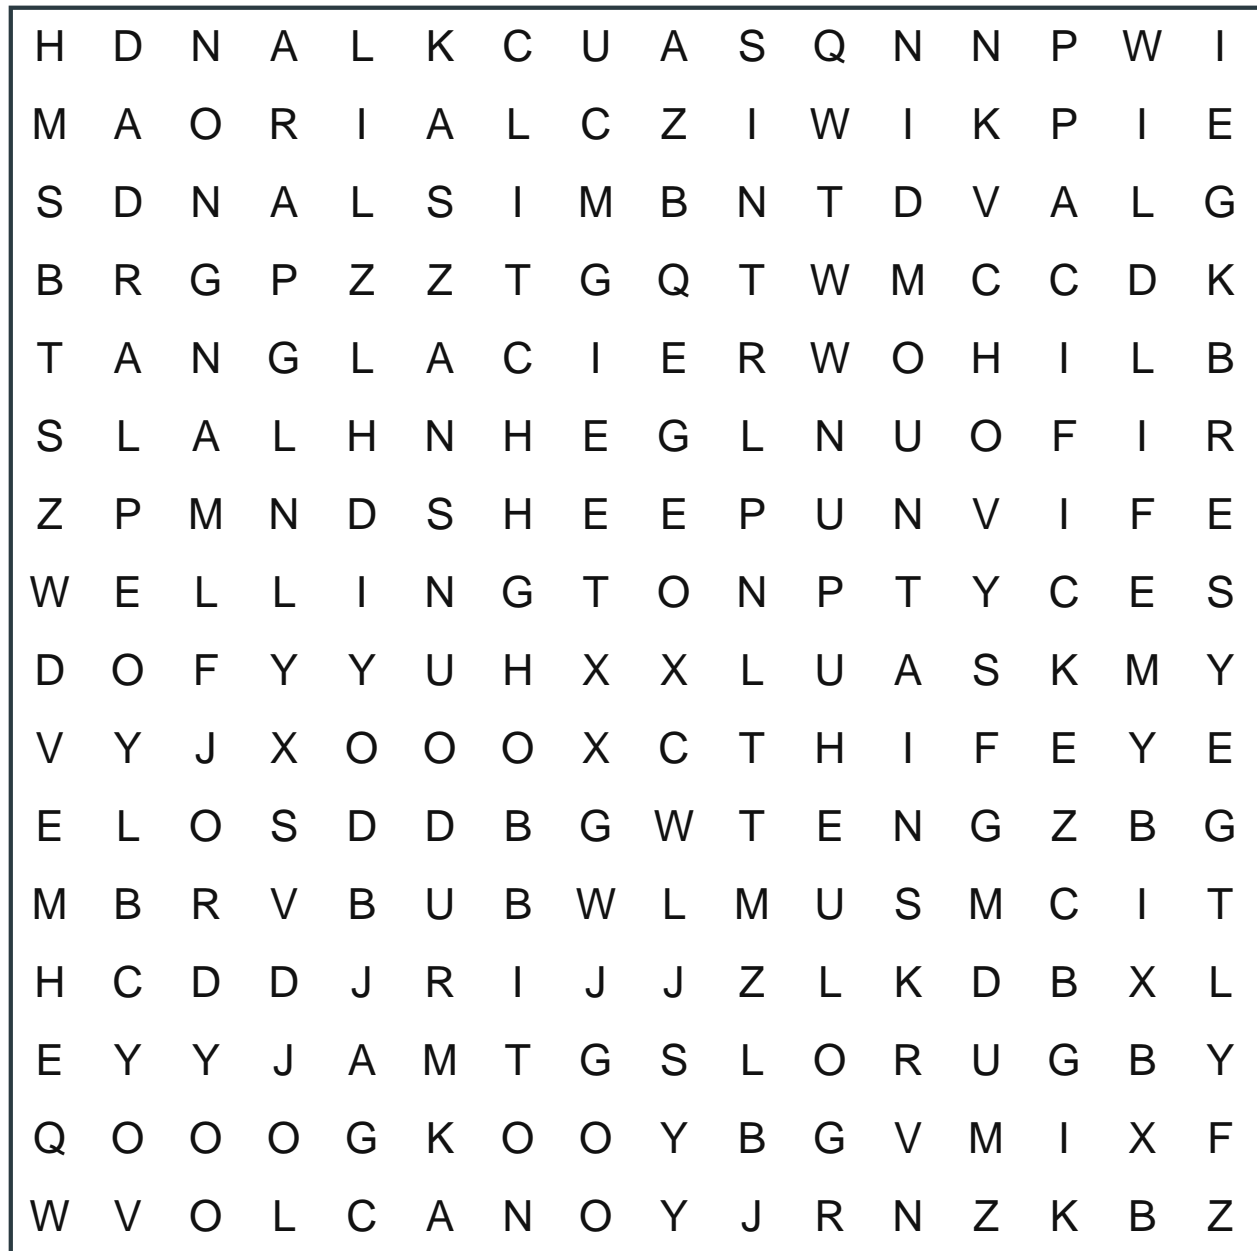 H D N A L K C U A S Q N N P W I
M A O R I A L C Z I W I K P I E
S D N A L S I M B N T D V A L G
B R G P Z Z T G Q T W M C C D K
T A N G L A C I E R W O H I L B
S L A L H N H E G L N U O F I R
Z P M N D S H E E P U N V I F E
W E L L I N G T O N P T Y C E S
D O F Y Y U H X X L U A S K M Y
V Y J X O O O X C T H I F E Y E
E L O S D D B G W T E N G Z B G
M B R V B U B W L M U S M C I T
H C D D J R I J J Z L K D B X L
E Y Y J A M T G S L O R U G B Y
Q O O O G K O O Y B G V M I X F
W V O L C A N O Y J R N Z K B Z